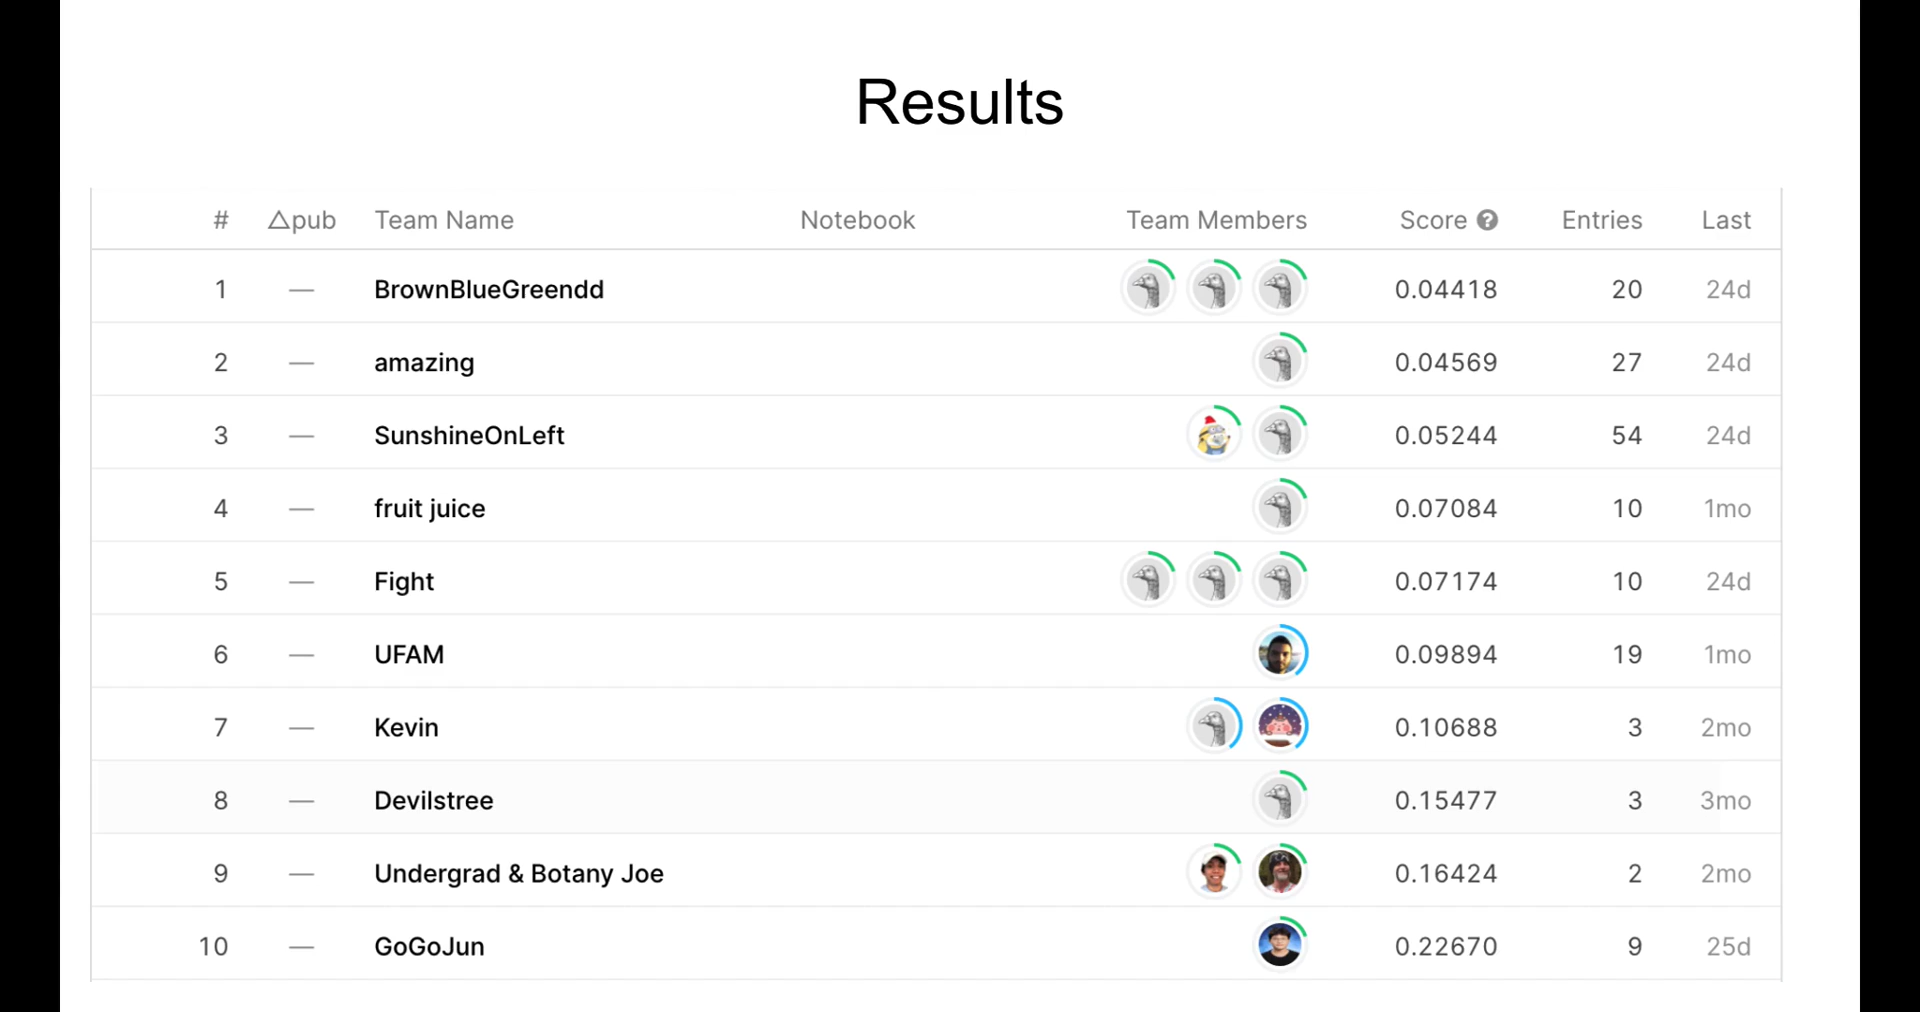 Results
# △pub Team Name Notebook Team Members Score ? Entries Last
1 — BrownBlueGreendd 0.04418 20 24d
2 — amazing 0.04569 27 24d
3 — SunshineOnLeft 0.05244 54 24d
4 — fruit juice 0.07084 10 1mo
5 — Fight 0.07174 10 24d
6 — UFAM 0.09894 19 1mo
7 — Kevin 0.10688 3 2mo
8 — Devilstree 0.15477 3 3mo
9 — Undergrad & Botany Joe 0.16424 2 2mo
10 — GoGoJun 0.22670 9 25d